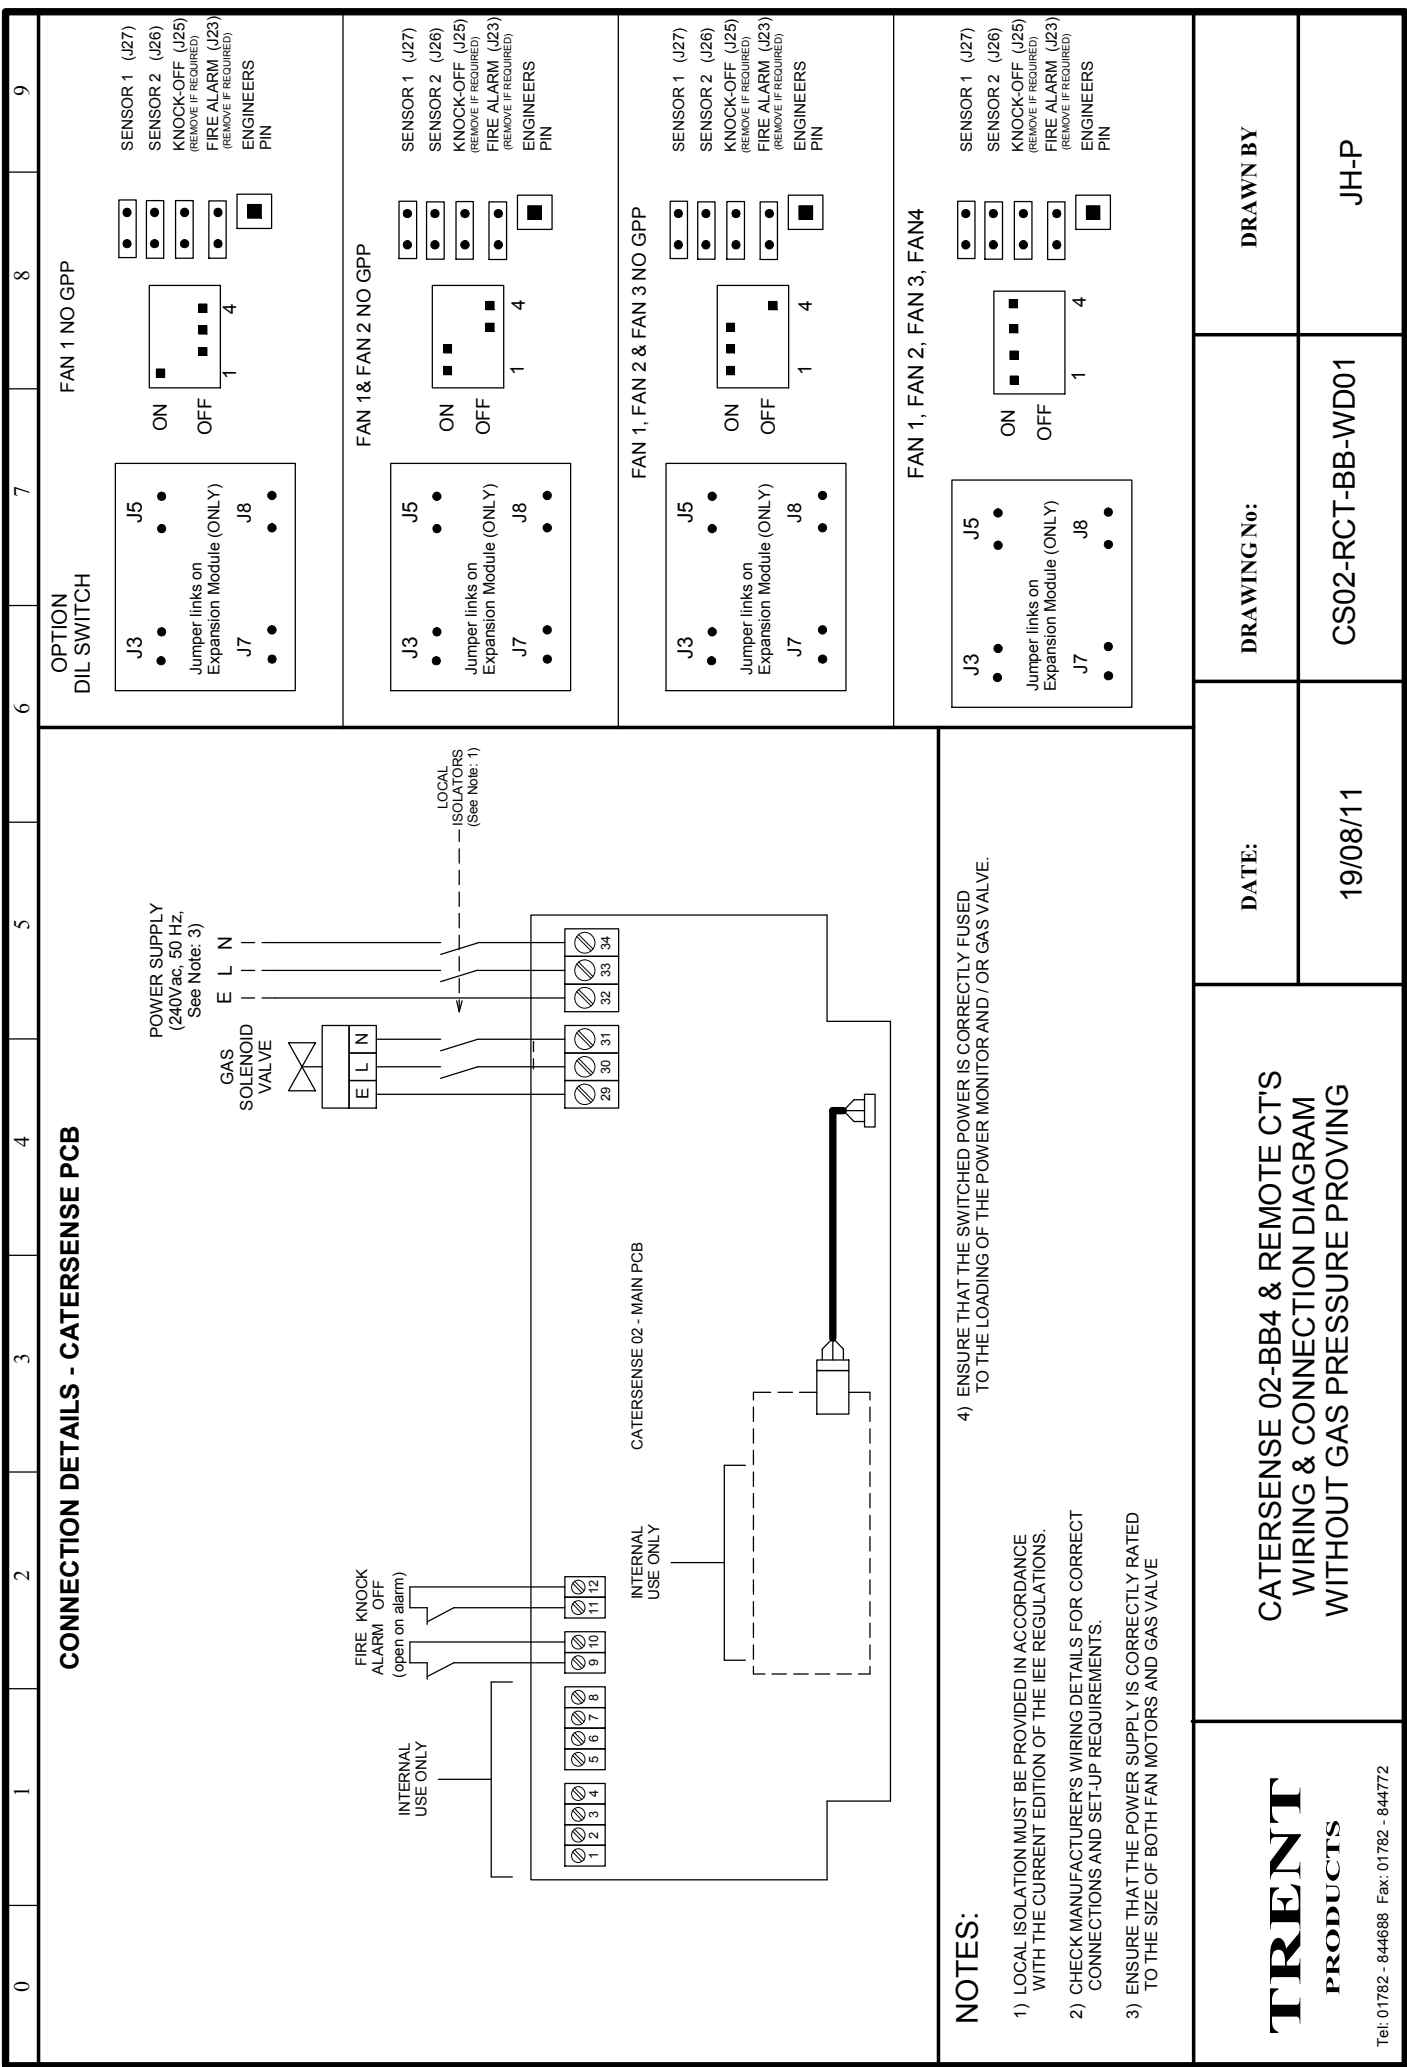 0 1 2 3 4 5 6 7 8 9
CONNECTION DETAILS - CATERSENSE PCB
POWER SUPPLY
(240Vac, 50 Hz,
See Note: 3)
E L N
GAS
SOLENOID
VALVE
E L N
LOCAL
ISOLATORS
(See Note: 1)
FIRE KNOCK
ALARM OFF
(open on alarm)
INTERNAL
USE ONLY
1 2 3 4 5 6 7 8 9 10 11 12
29 30 31 32 33 34
INTERNAL
USE ONLY
CATERSENSE 02 - MAIN PCB
OPTION
DIL SWITCH
FAN 1 NO GPP
J3 J5
Jumper links on
Expansion Module (ONLY)
J7 J8
ON
OFF
1 4
SENSOR 1 (J27)
SENSOR 2 (J26)
KNOCK-OFF (J25)
(REMOVE IF REQUIRED)
FIRE ALARM (J23)
(REMOVE IF REQUIRED)
ENGINEERS
PIN
FAN 1& FAN 2 NO GPP
J3 J5
Jumper links on
Expansion Module (ONLY)
J7 J8
ON
OFF
1 4
SENSOR 1 (J27)
SENSOR 2 (J26)
KNOCK-OFF (J25)
(REMOVE IF REQUIRED)
FIRE ALARM (J23)
(REMOVE IF REQUIRED)
ENGINEERS
PIN
FAN 1, FAN 2 & FAN 3 NO GPP
J3 J5
Jumper links on
Expansion Module (ONLY)
J7 J8
ON
OFF
1 4
SENSOR 1 (J27)
SENSOR 2 (J26)
KNOCK-OFF (J25)
(REMOVE IF REQUIRED)
FIRE ALARM (J23)
(REMOVE IF REQUIRED)
ENGINEERS
PIN
FAN 1, FAN 2, FAN 3, FAN4
J3 J5
Jumper links on
Expansion Module (ONLY)
J7 J8
ON
OFF
1 4
SENSOR 1 (J27)
SENSOR 2 (J26)
KNOCK-OFF (J25)
(REMOVE IF REQUIRED)
FIRE ALARM (J23)
(REMOVE IF REQUIRED)
ENGINEERS
PIN
NOTES:
1) LOCAL ISOLATION MUST BE PROVIDED IN ACCORDANCE
WITH THE CURRENT EDITION OF THE IEE REGULATIONS.
2) CHECK MANUFACTURER'S WIRING DETAILS FOR CORRECT
CONNECTIONS AND SET-UP REQUIREMENTS.
3) ENSURE THAT THE POWER SUPPLY IS CORRECTLY RATED
TO THE SIZE OF BOTH FAN MOTORS AND GAS VALVE
4) ENSURE THAT THE SWITCHED POWER IS CORRECTLY FUSED
TO THE LOADING OF THE POWER MONITOR AND / OR GAS VALVE.
TRENT
PRODUCTS
Tel: 01782 - 844688 Fax: 01782 - 844772
CATERSENSE 02-BB4 & REMOTE CT'S
WIRING & CONNECTION DIAGRAM
WITHOUT GAS PRESSURE PROVING
DATE:
19/08/11
DRAWING No:
CS02-RCT-BB-WD01
DRAWN BY
JH-P